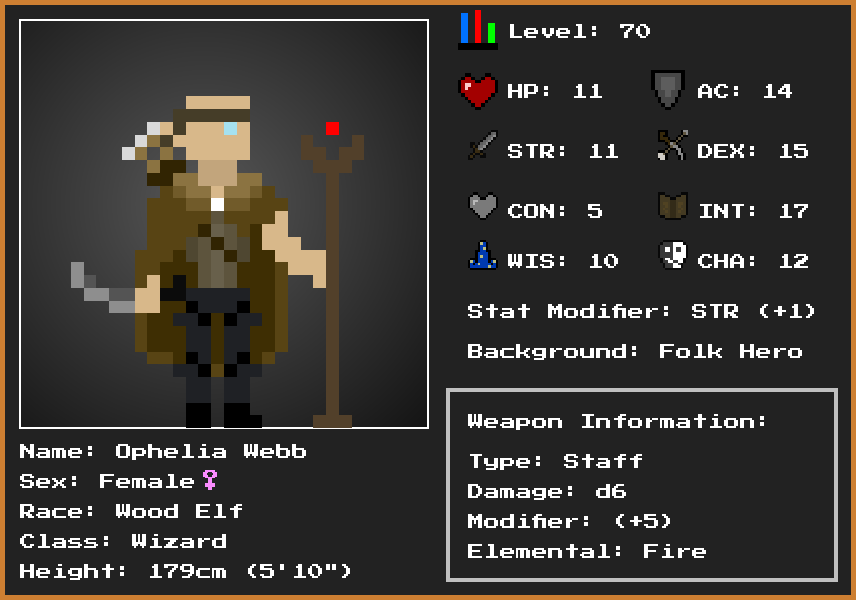 Level: 70
HP: 11 AC: 14
STR: 11 DEX: 15
CON: 5 INT: 17
WIS: 10 CHA: 12
Stat Modifier: STR (+1)
Background: Folk Hero
Weapon Information:
Type: Staff
Damage: d6
Modifier: (+5)
Elemental: Fire
Name: Ophelia Webb
Sex: Female♀
Race: Wood Elf
Class: Wizard
Height: 179cm (5'10")